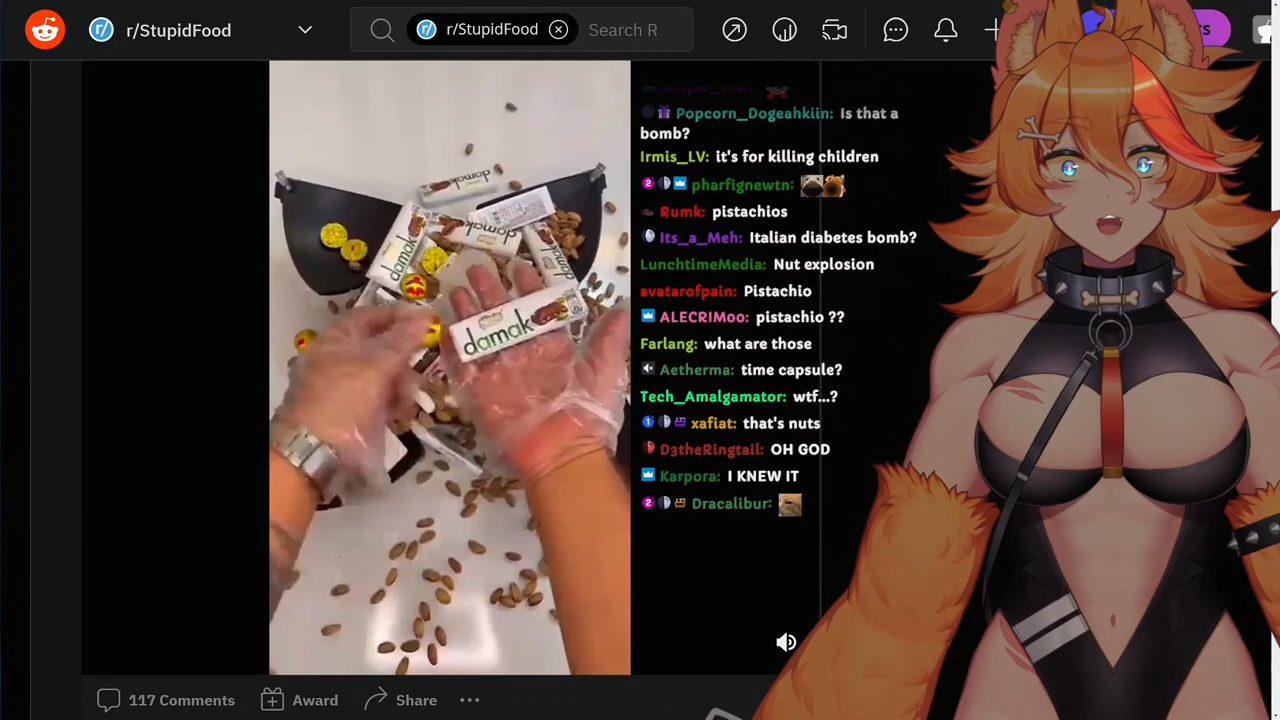 r/StupidFood
r/StupidFood
Search R
Popcorn_Dogeahkiin: Is that a
bomb?
Irmis_LV: it's for killing children
pharfignewtn:
Rumk: pistachios
Its_a_Meh: Italian diabetes bomb?
LunchtimeMedia: Nut explosion
avatarofpain: Pistachio
ALECRIMoo: pistachio ??
Farlang: what are those
Aetherma: time capsule?
Tech_Amalgamator: wtf...?
xafiat: that's nuts
D3theRingtail: OH GOD
Karpora: I KNEW IT
Dracalibur:
damak
damak
damak
damak
damak
117 Comments
Award
Share